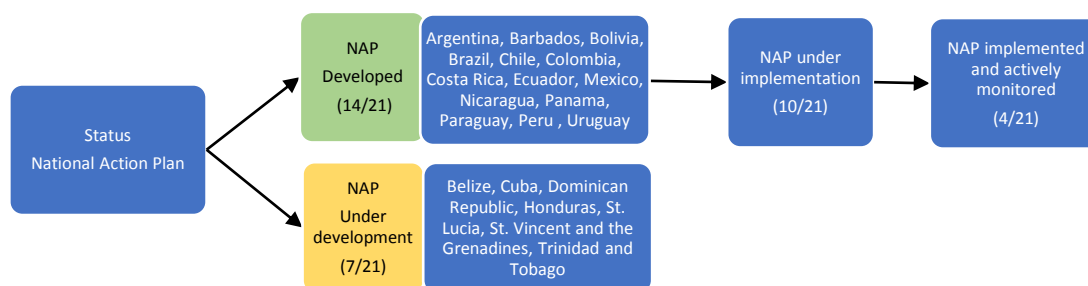 Status
National Action Plan
NAP
Developed
(14/21)
Argentina, Barbados, Bolivia,
Brazil, Chile, Colombia,
Costa Rica, Ecuador, Mexico,
Nicaragua, Panama,
Paraguay, Peru , Uruguay
NAP under
implementation
(10/21)
NAP implemented
and actively
monitored
(4/21)
NAP
Under
development
(7/21)
Belize, Cuba, Dominican
Republic, Honduras, St.
Lucia, St. Vincent and the
Grenadines, Trinidad and
Tobago